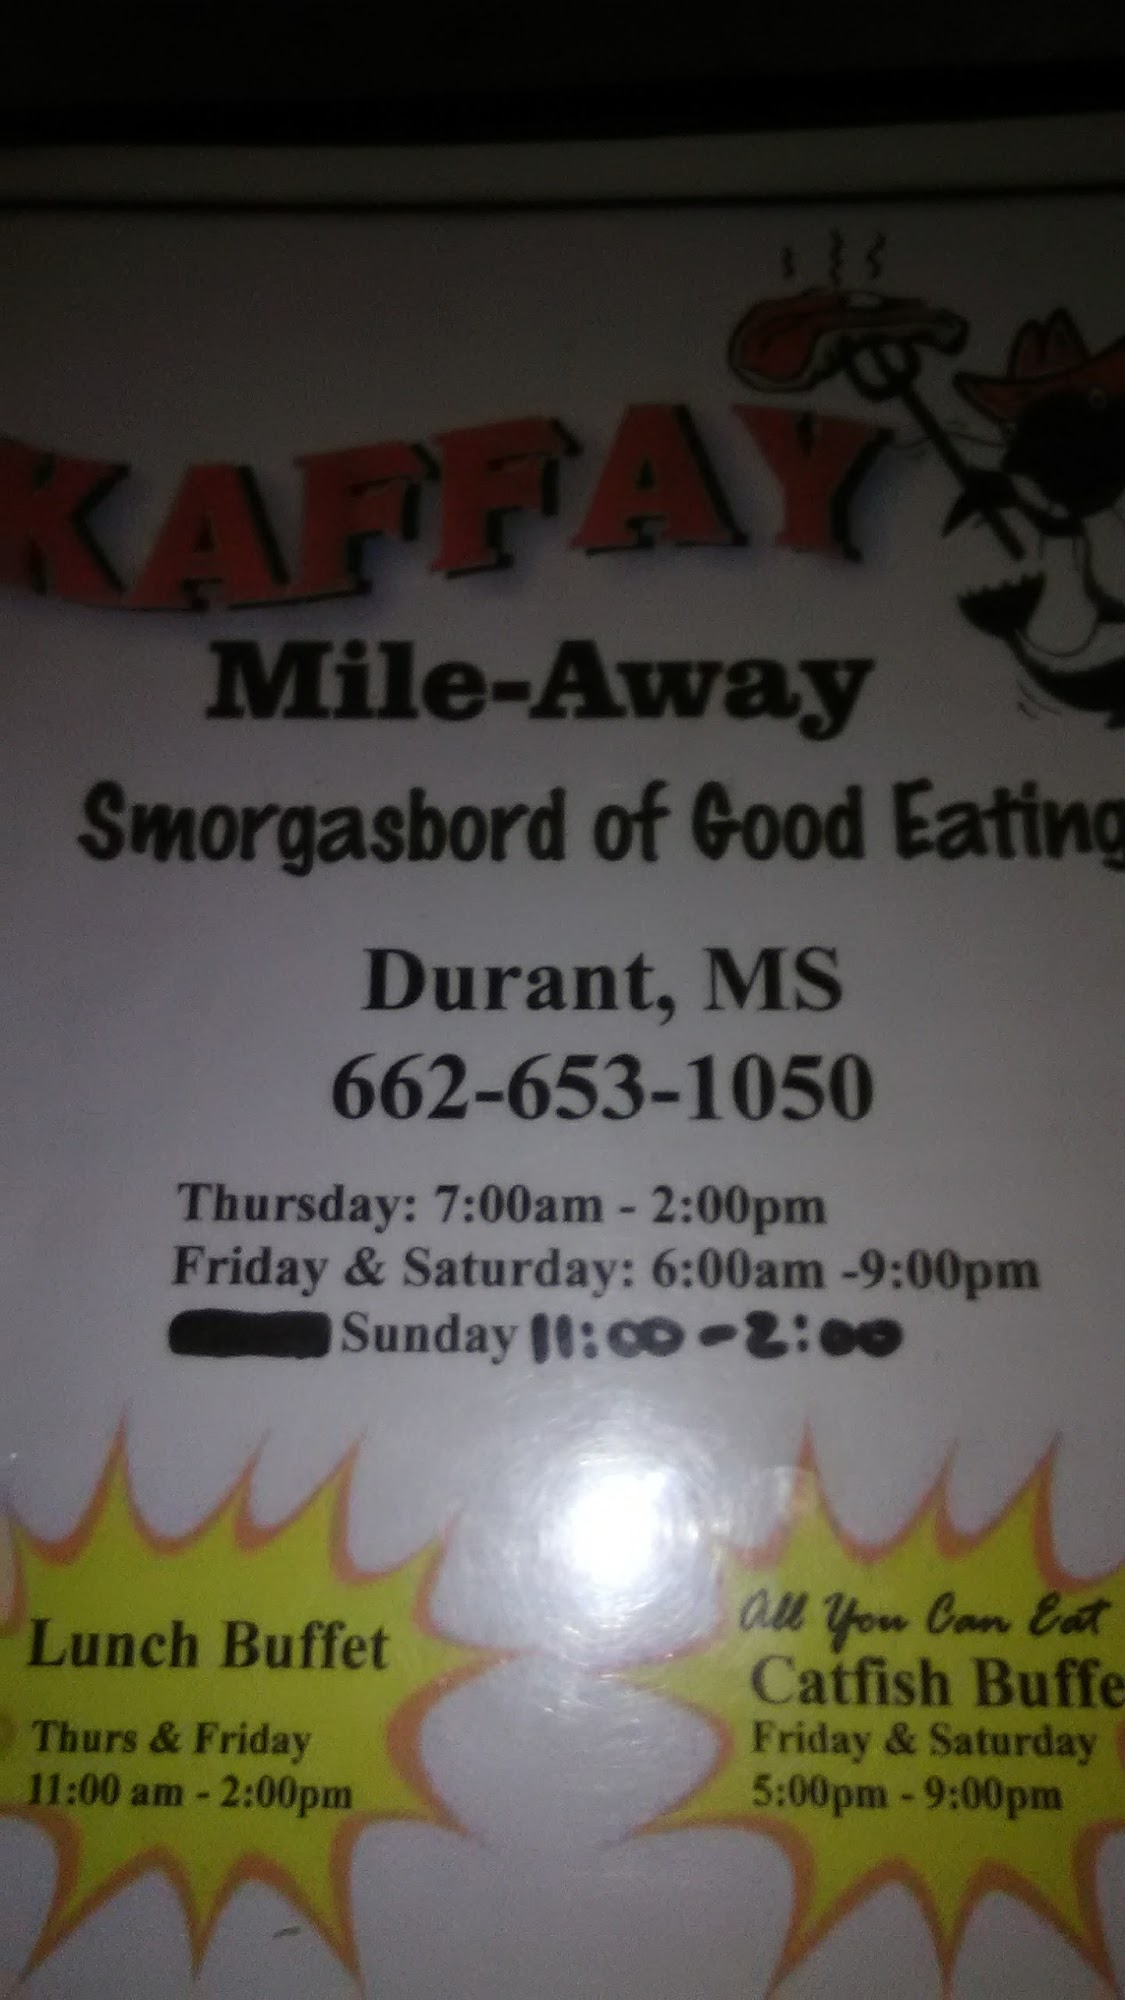 KAFFAY
Mile-Away
Smorgasbord of Good Eating
Durant, MS
662-653-1050
Thursday: 7:00am - 2:00pm
Friday & Saturday: 6:00am -9:00pm
Sunday 11:00-2:00
Lunch Buffet
Thurs & Friday
11:00 am - 2:00pm
All You Can Eat
Catfish Buffe
Friday & Saturday
5:00pm - 9:00pm